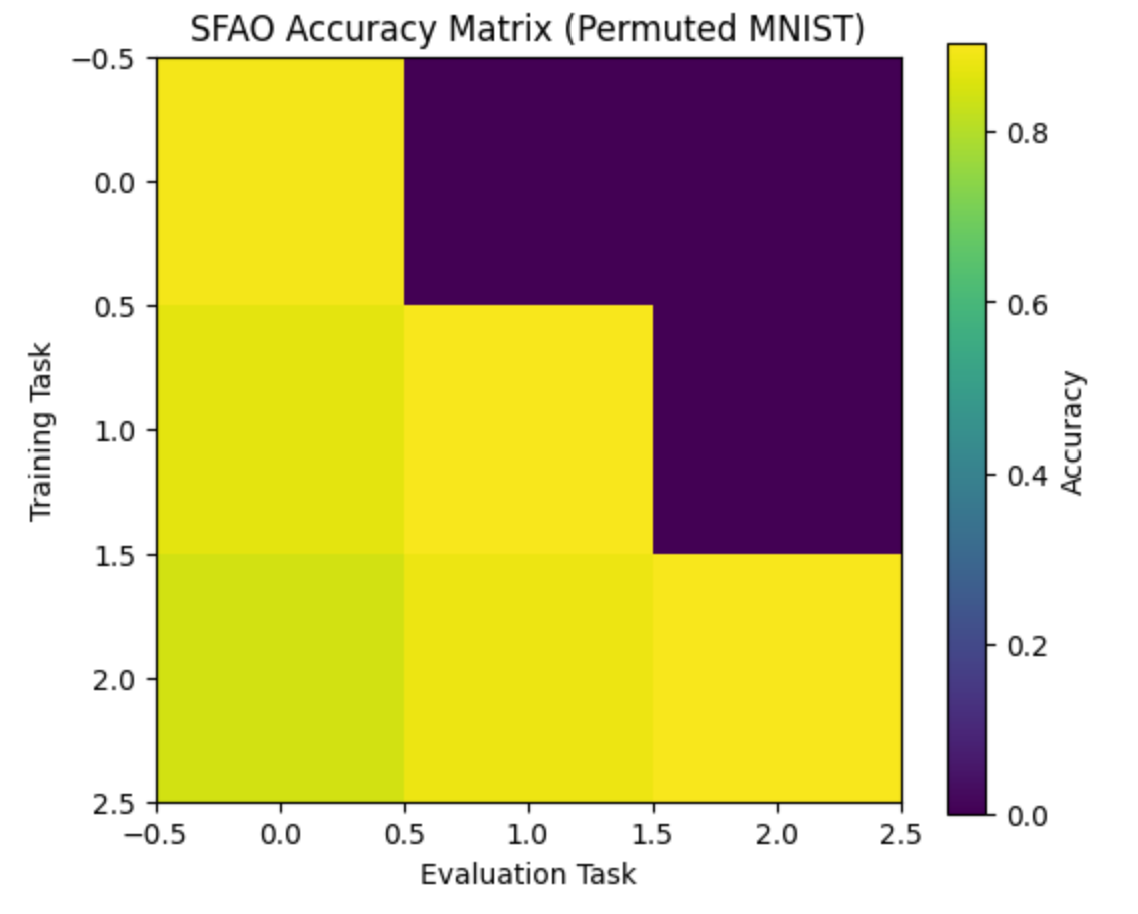 SFAO Accuracy Matrix (Permuted MNIST)
−0.5
0.0
0.5
1.0
1.5
2.0
2.5
Training Task
−0.5 0.0 0.5 1.0 1.5 2.0 2.5
Evaluation Task
0.8
0.6
0.4
0.2
0.0
Accuracy